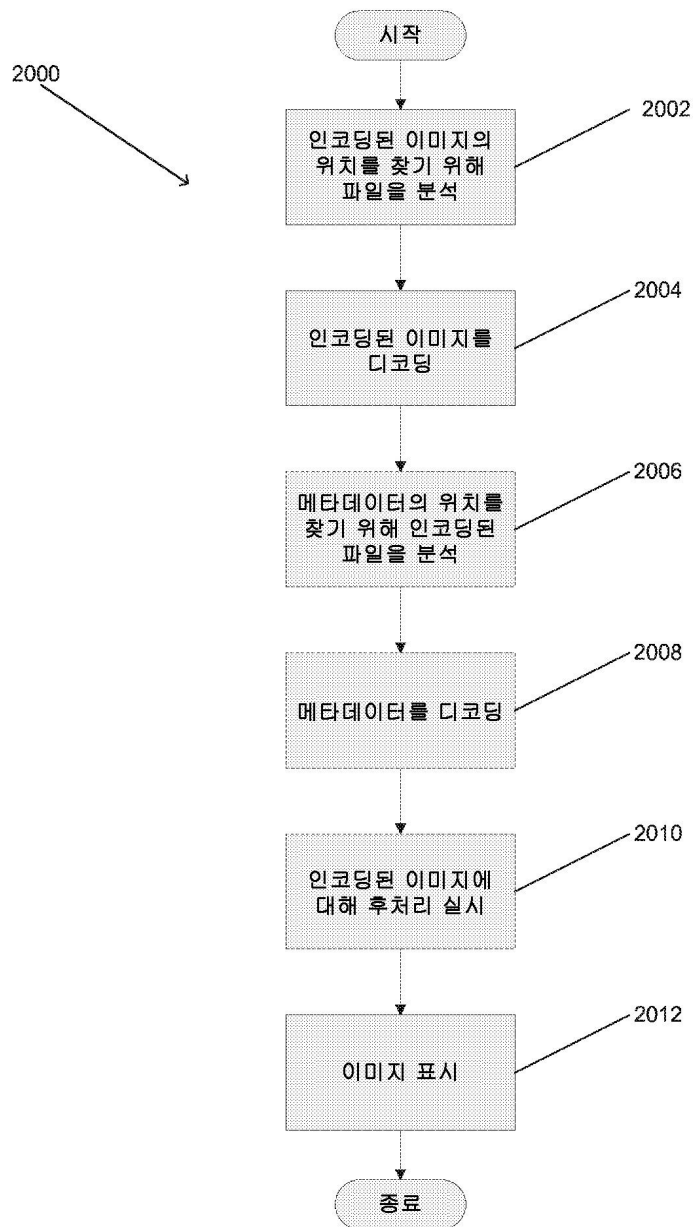 시작
2000
2002
인코딩된 이미지의
위치를 찾기 위해
파일을 분석
2004
인코딩된 이미지를
디코딩
2006
메타데이터의 위치를
찾기 위해 인코딩된
파일을 분석
2008
메타데이터를 디코딩
2010
인코딩된 이미지에
대해 후처리 실시
2012
이미지 표시
종료